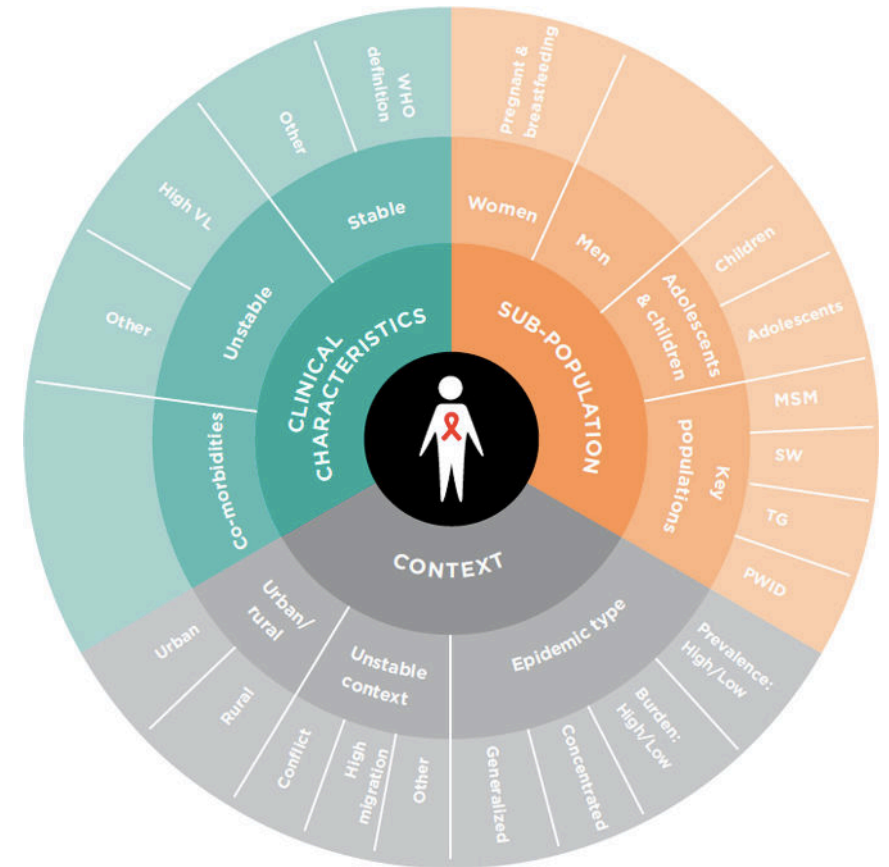 CLINICAL
CHARACTERISTICS
Stable
WHO
definition
Other
Unstable
High VL
Other
Co-morbidities
SUB-POPULATION
Women
Pregnant &
breastfeeding
Men
Adolescents
& children
Children
Adolescents
Key
populations
MSM
SW
TG
PWID
CONTEXT
Urban/
rural
Urban
Rural
Unstable
context
Conflict
High
migration
Other
Epidemic type
Generalized
Concentrated
Burden:
High/Low
Prevalence:
High/Low